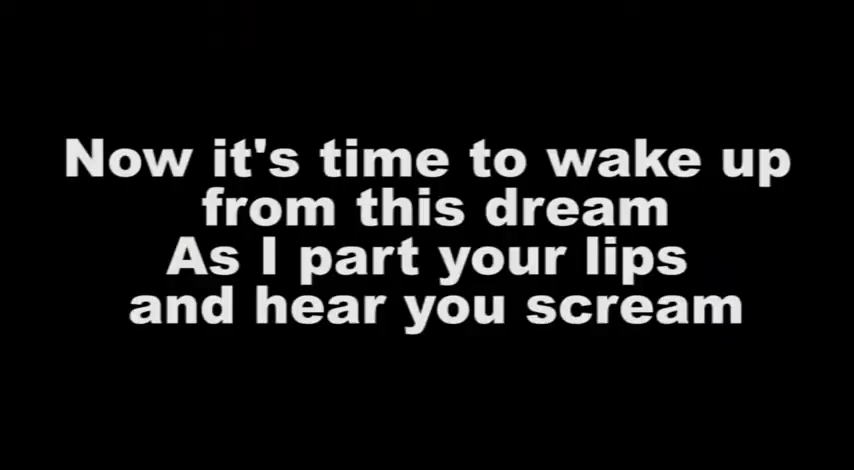 Now it's time to wake up
from this dream
As I part your lips
and hear you scream